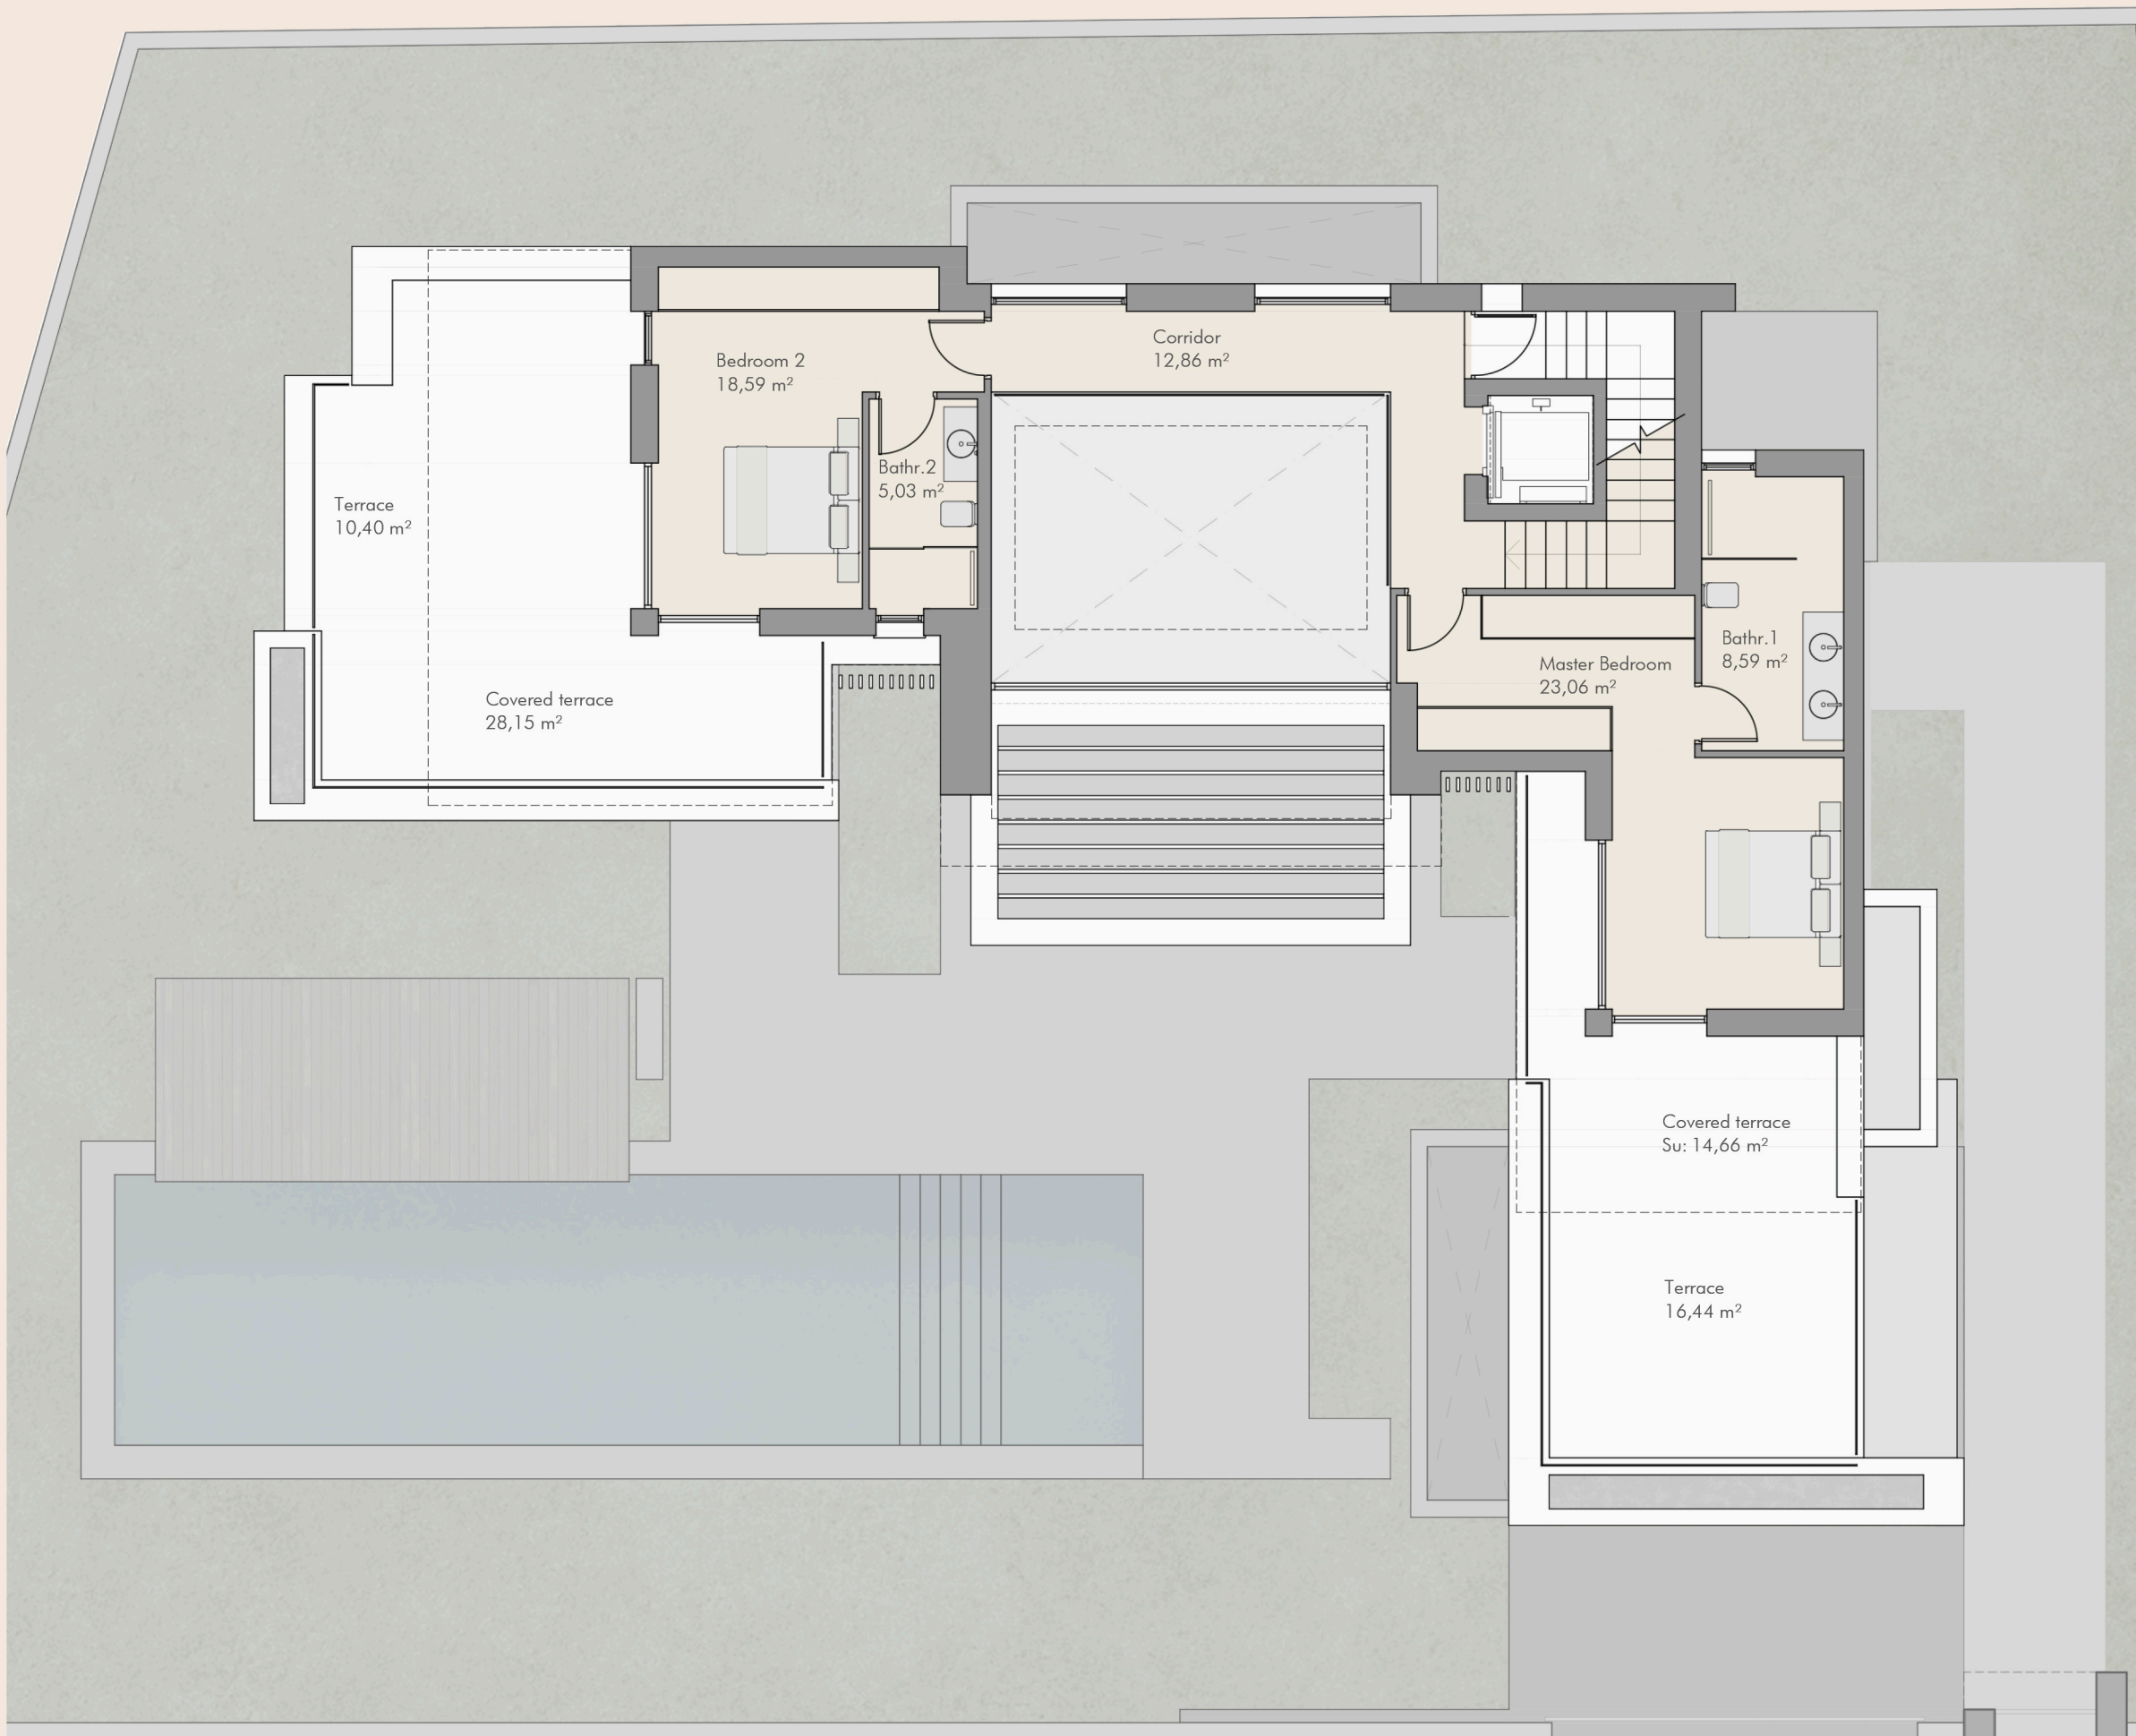 Corridor
12,86 m²
Bedroom 2
18,59 m²
Bathr.2
5,03 m²
Terrace
10,40 m²
Bathr.1
8,59 m²
Master Bedroom
23,06 m²
Covered terrace
28,15 m²
Covered terrace
Su: 14,66 m²
Terrace
16,44 m²